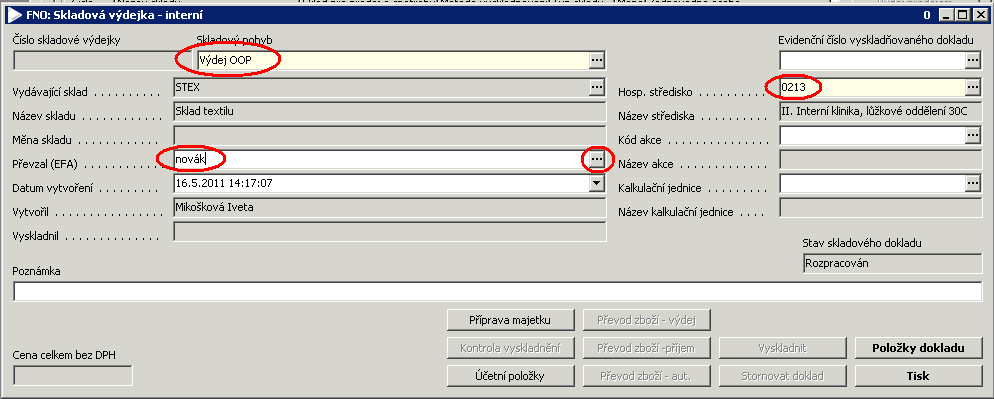 FNO: Skladová výdejka - interní 0
Číslo skladové výdejky Skladový pohyb Evidenční číslo vyskladňovaného dokladu
Výdej OOP ...
Vydávající sklad STEX ... Hosp. středisko 0213 ...
Název skladu Sklad textilu Název střediska II. Interní klinika, lůžkové oddělení 30C
Měna skladu Kód akce ...
Převzal (EFA) novák ... Název akce
Datum vytvoření 16.5.2011 14:17:07 Kalkulační jednice ...
Vytvořil Mikošková Iveta Název kalkulační jednice
Vyskladnil
Stav skladového dokladu
Rozpracován
Poznámka
Příprava majetku Převod zboží - výdej
Cena celkem bez DPH Kontrola vyskladnění Převod zboží -příjem Vyskladnit Položky dokladu
Účetní položky Převod zboží - aut. Stornovat doklad Tisk